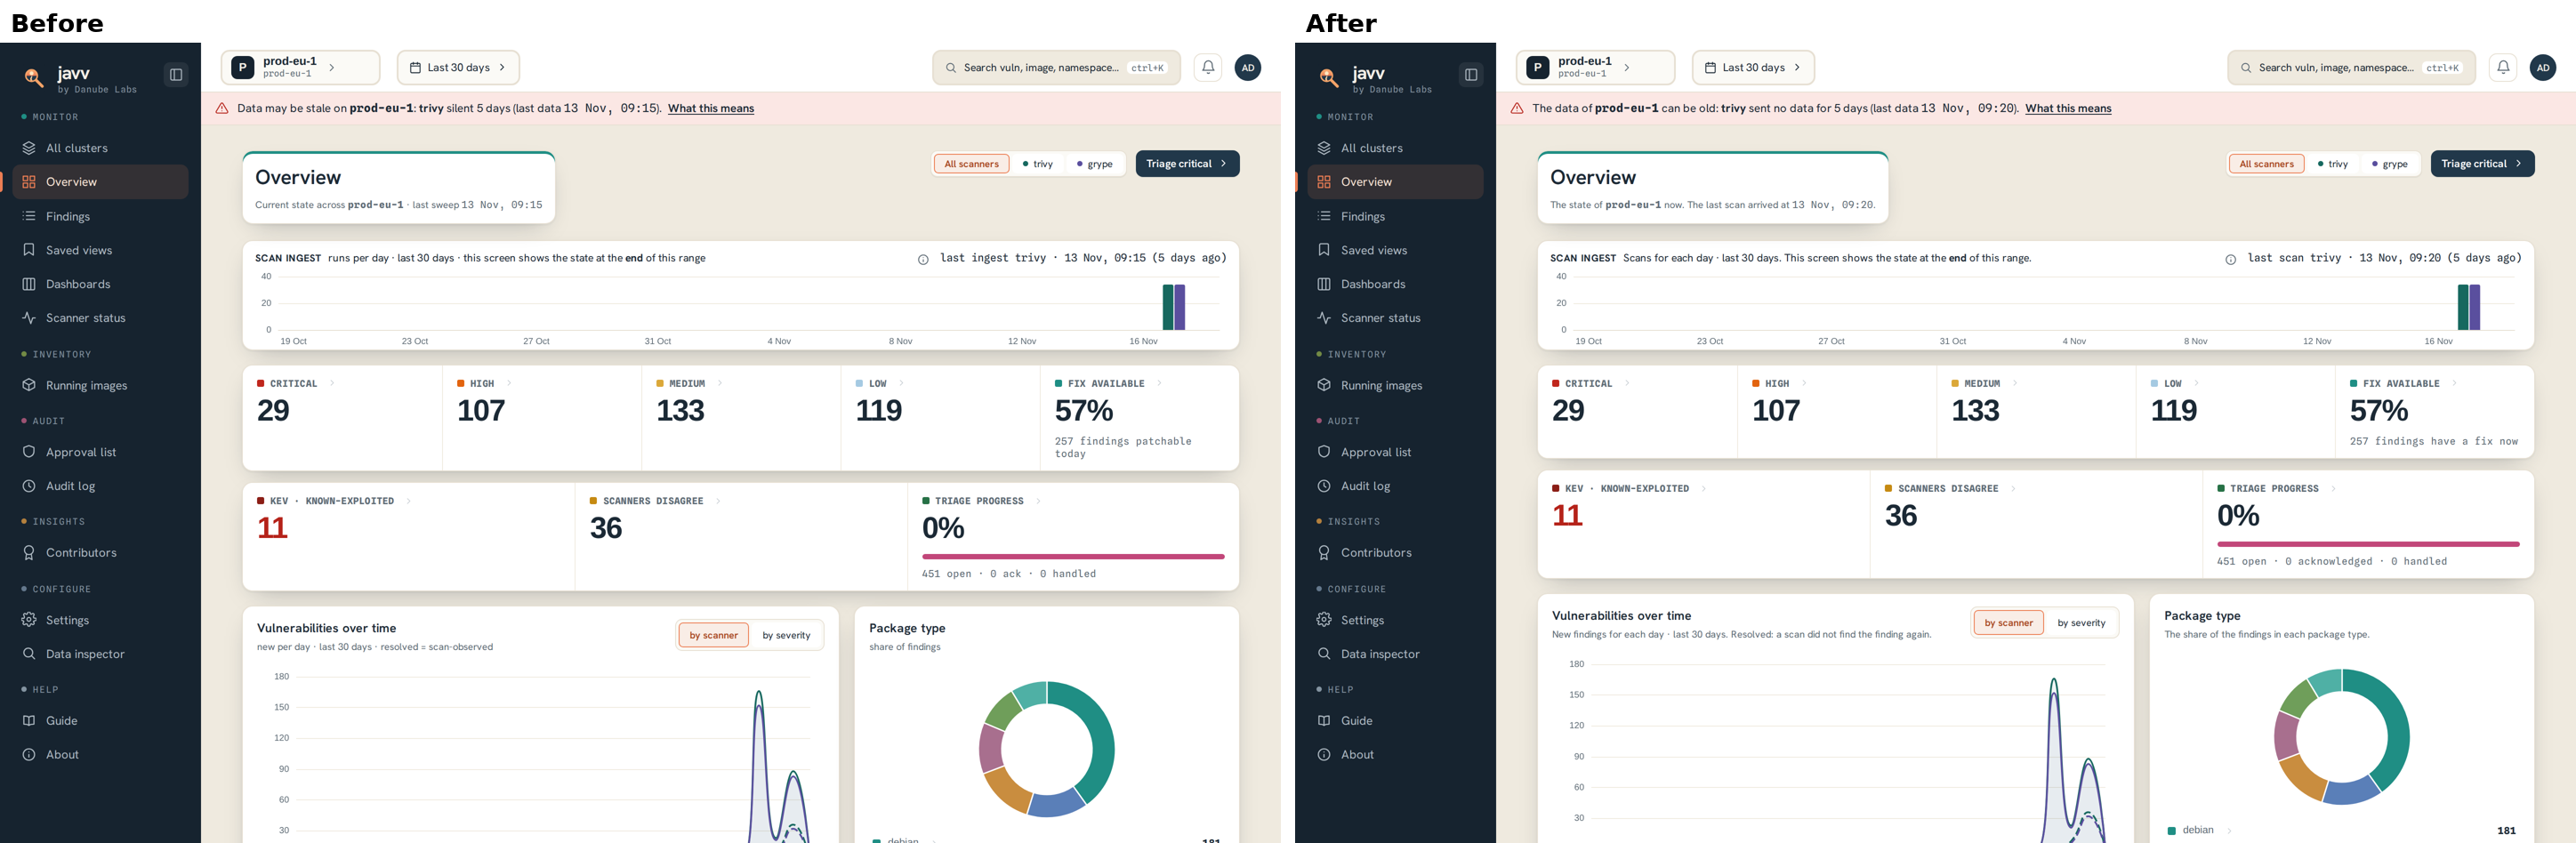 Before
javv
by Danube Labs
MONITOR
All clusters
Overview
Findings
Saved views
Dashboards
Scanner status
INVENTORY
Running images
AUDIT
Approval list
Audit log
INSIGHTS
Contributors
CONFIGURE
Settings
Data inspector
HELP
Guide
About
P prod-eu-1
prod-eu-1
Last 30 days
Search vuln, image, namespace... ctrl+K
AD
Data may be stale on prod-eu-1: trivy silent 5 days (last data 13 Nov, 09:15). What this means
Overview
Current state across prod-eu-1 · last sweep 13 Nov, 09:15
All scanners trivy grype
Triage critical
SCAN INGEST runs per day · last 30 days · this screen shows the state at the end of this range
last ingest trivy · 13 Nov, 09:15 (5 days ago)
40
20
0
19 Oct 23 Oct 27 Oct 31 Oct 4 Nov 8 Nov 12 Nov 16 Nov
CRITICAL
29
HIGH
107
MEDIUM
133
LOW
119
FIX AVAILABLE
57%
257 findings patchable
today
KEV · KNOWN-EXPLOITED
11
SCANNERS DISAGREE
36
TRIAGE PROGRESS
0%
451 open · 0 ack · 0 handled
Vulnerabilities over time
new per day · last 30 days · resolved = scan-observed
by scanner by severity
180
150
120
90
60
30
Package type
share of findings
debian 181
After
javv
by Danube Labs
MONITOR
All clusters
Overview
Findings
Saved views
Dashboards
Scanner status
INVENTORY
Running images
AUDIT
Approval list
Audit log
INSIGHTS
Contributors
CONFIGURE
Settings
Data inspector
HELP
Guide
About
P prod-eu-1
prod-eu-1
Last 30 days
Search vuln, image, namespace... ctrl+K
AD
The data of prod-eu-1 can be old: trivy sent no data for 5 days (last data 13 Nov, 09:20). What this means
Overview
The state of prod-eu-1 now. The last scan arrived at 13 Nov, 09:20.
All scanners trivy grype
Triage critical
SCAN INGEST Scans for each day · last 30 days. This screen shows the state at the end of this range.
last scan trivy · 13 Nov, 09:20 (5 days ago)
40
20
0
19 Oct 23 Oct 27 Oct 31 Oct 4 Nov 8 Nov 12 Nov 16 Nov
CRITICAL
29
HIGH
107
MEDIUM
133
LOW
119
FIX AVAILABLE
57%
257 findings have a fix now
KEV · KNOWN-EXPLOITED
11
SCANNERS DISAGREE
36
TRIAGE PROGRESS
0%
451 open · 0 acknowledged · 0 handled
Vulnerabilities over time
New findings for each day · last 30 days. Resolved: a scan did not find the finding again.
by scanner by severity
180
150
120
90
60
30
Package type
The share of the findings in each package type.
debian 181